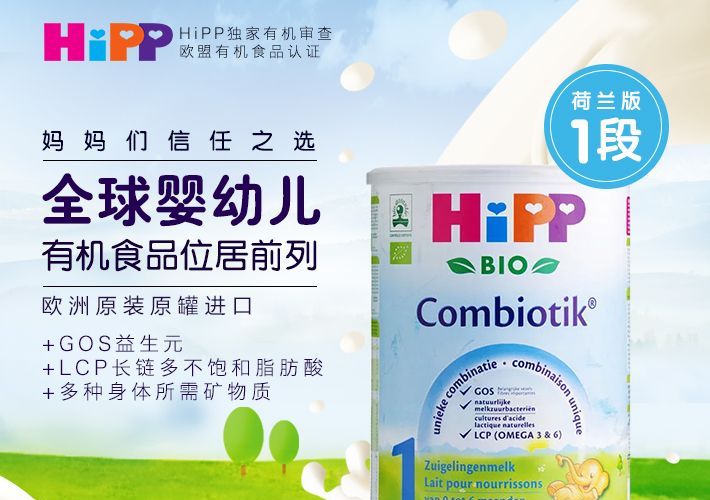 HiPP
HiPP独家有机审查
欧盟有机食品认证
妈妈们信任之选
全球婴幼儿
有机食品位居前列
欧洲原装原罐进口
+GOS益生元
+LCP长链多不饱和脂肪酸
+多种身体所需矿物质
荷兰版
1段
HiPP
BIO
Combiotik®
unieke combinatie • combinaison unique
GOS
natuurlijke
melkzuurbacteriën
cultures d'acide
lactique naturelles
LCP (OMEGA 3 & 6)
1
Zuigelingenmelk
Lait pour nourrissons